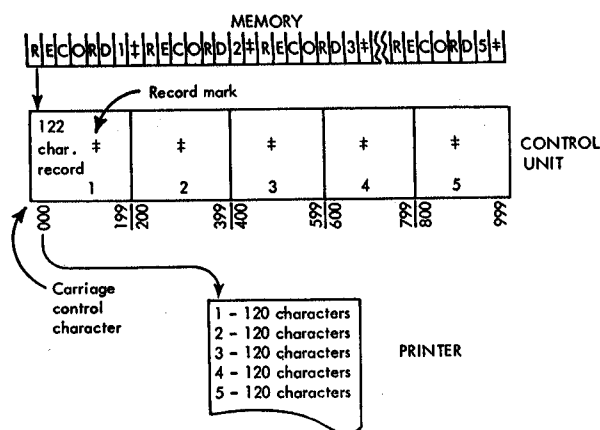 MEMORY
RECORD1‡RECORD2‡RECORD3‡RECORD5‡
Record mark
122
char.
record
‡ ‡ ‡ ‡ ‡
1 2 3 4 5
CONTROL
UNIT
000 199 200 399 400 599 600 799 800 999
Carriage
control
character
1 - 120 characters
2 - 120 characters
3 - 120 characters
4 - 120 characters
5 - 120 characters
PRINTER